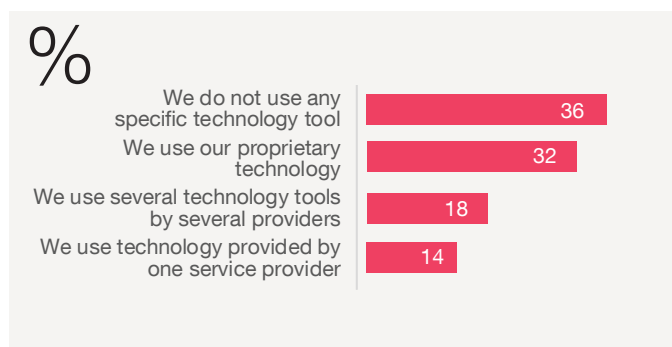 %
We do not use any
specific technology tool
36
We use our proprietary
technology
32
We use several technology tools
by several providers
18
We use technology provided by
one service provider
14